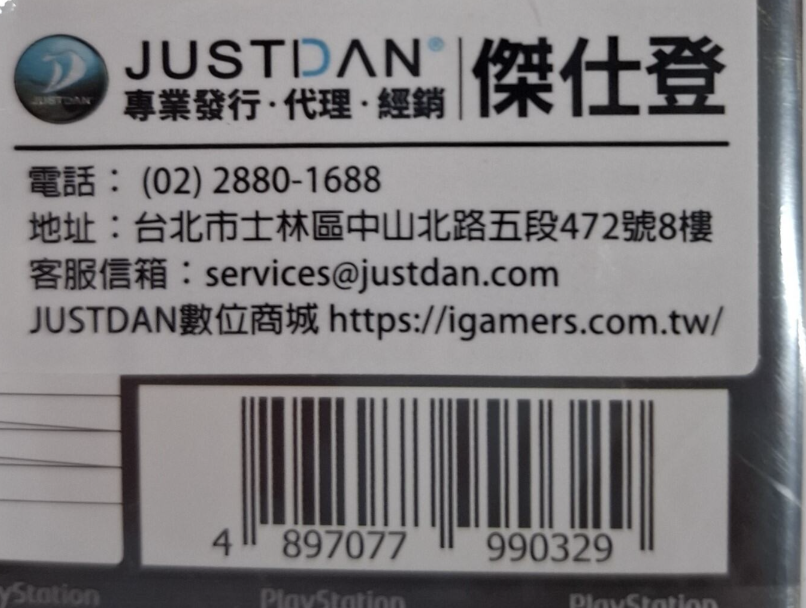 JUSTDAN® 傑仕登
專業發行·代理·經銷
JUSTDAN
電話： (02) 2880-1688
地址：台北市士林區中山北路五段472號8樓
客服信箱：services@justdan.com
JUSTDAN數位商城 https://igamers.com.tw/
4 897077 990329
yStation PlayStation PlayStation